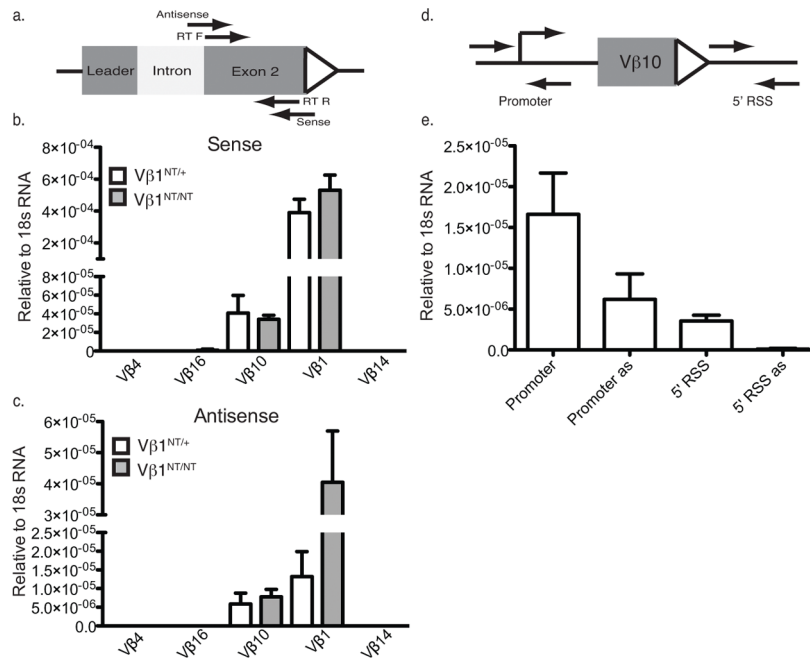 a.
Antisense
RT F
Leader
Intron
Exon 2
RT R
Sense
b.
Sense
Relative to 18s RNA
8×10⁻⁰⁴
6×10⁻⁰⁴
4×10⁻⁰⁴
2×10⁻⁰⁴
8×10⁻⁰⁵
6×10⁻⁰⁵
4×10⁻⁰⁵
2×10⁻⁰⁵
0
Vβ1ᴺᵀ/⁺
Vβ1ᴺᵀ/ᴺᵀ
Vβ4
Vβ16
Vβ10
Vβ1
Vβ14
c.
Antisense
Relative to 18s RNA
6×10⁻⁰⁵
5×10⁻⁰⁵
4×10⁻⁰⁵
3×10⁻⁰⁵
2.5×10⁻⁰⁵
2.0×10⁻⁰⁵
1.5×10⁻⁰⁵
1.0×10⁻⁰⁵
5.0×10⁻⁰⁶
0.0
Vβ1ᴺᵀ/⁺
Vβ1ᴺᵀ/ᴺᵀ
Vβ4
Vβ16
Vβ10
Vβ1
Vβ14
d.
Vβ10
Promoter
5' RSS
e.
Relative to 18s RNA
2.5×10⁻⁰⁵
2.0×10⁻⁰⁵
1.5×10⁻⁰⁵
1.0×10⁻⁰⁵
5.0×10⁻⁰⁶
0.0
Promoter
Promoter as
5' RSS
5' RSS as